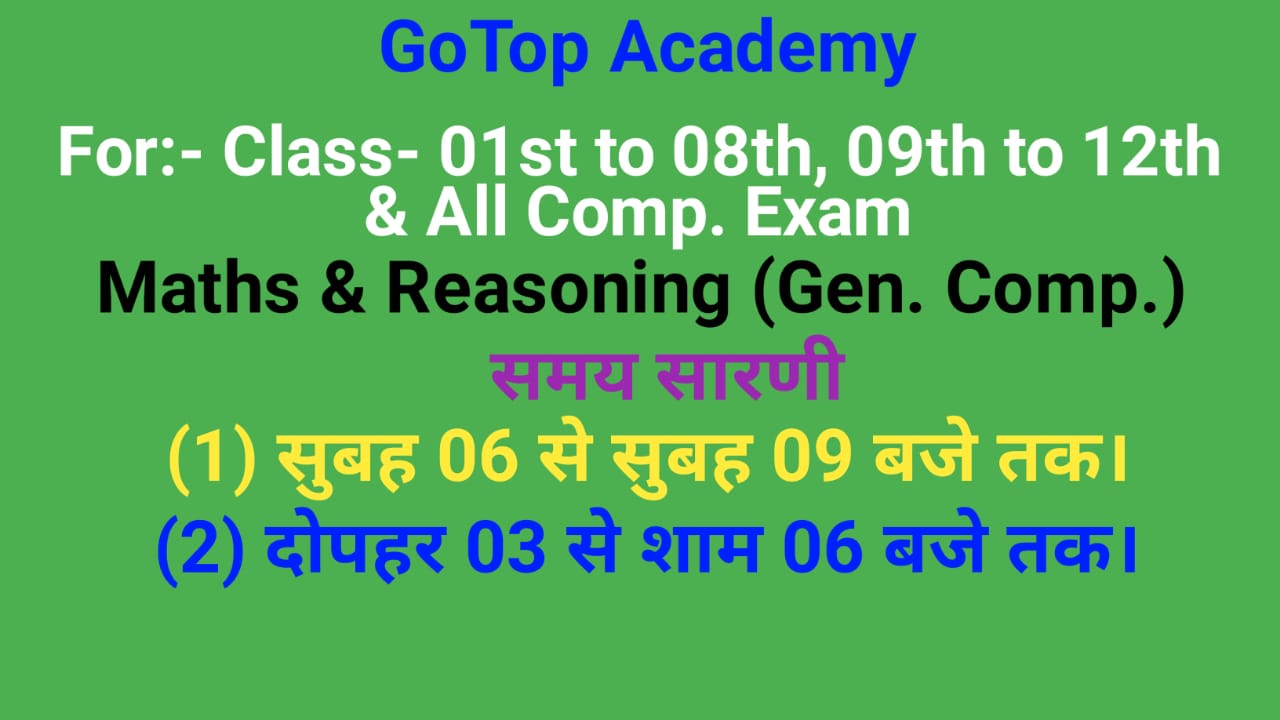 GoTop Academy
For:- Class- 01st to 08th, 09th to 12th
& All Comp. Exam
Maths & Reasoning (Gen. Comp.)
समय सारणी
(1) सुबह 06 से सुबह 09 बजे तक।
(2) दोपहर 03 से शाम 06 बजे तक।